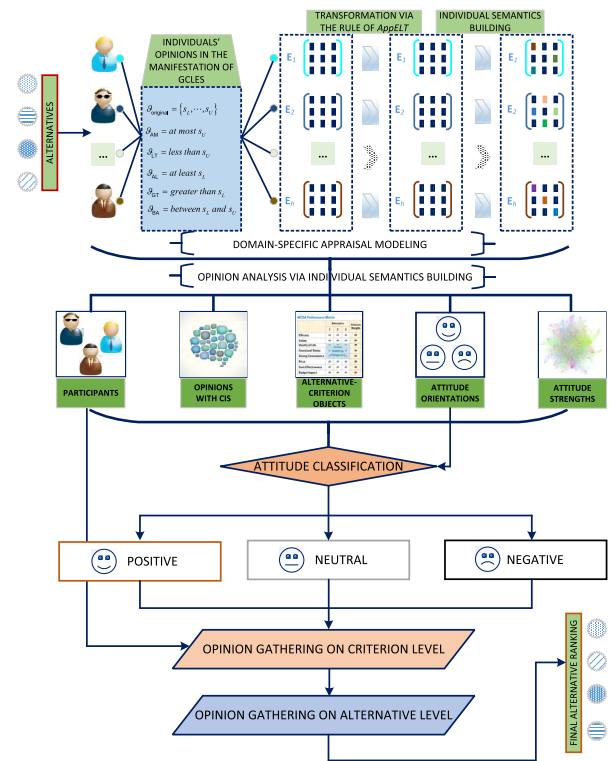 TRANSFORMATION VIA
THE RULE OF AppELT
INDIVIDUAL SEMANTICS
BUILDING
INDIVIDUALS'
OPINIONS IN THE
MANIFESTATION OF
GCLES
ALTERNATIVES
...
ϑoriginal = {sL,⋯,sU}
ϑAM = at most sU
ϑLT = less than sU
ϑAL = at least sL
ϑGT = greater than sL
ϑBA = between sL and sU
E1
E1
E1
E2
E2
E2
...
...
...
Eh
Eh
Eh
DOMAIN-SPECIFIC APPRAISAL MODELING
OPINION ANALYSIS VIA INDIVIDUAL SEMANTICS BUILDING
PARTICIPANTS
OPINIONS
WITH CIS
ALTERNATIVE-
CRITERION
OBJECTS
ATTITUDE
ORIENTATIONS
ATTITUDE
STRENGTHS
ATTITUDE CLASSIFICATION
POSITIVE
NEUTRAL
NEGATIVE
OPINION GATHERING ON CRITERION LEVEL
OPINION GATHERING ON ALTERNATIVE LEVEL
FINAL ALTERNATIVE RANKING